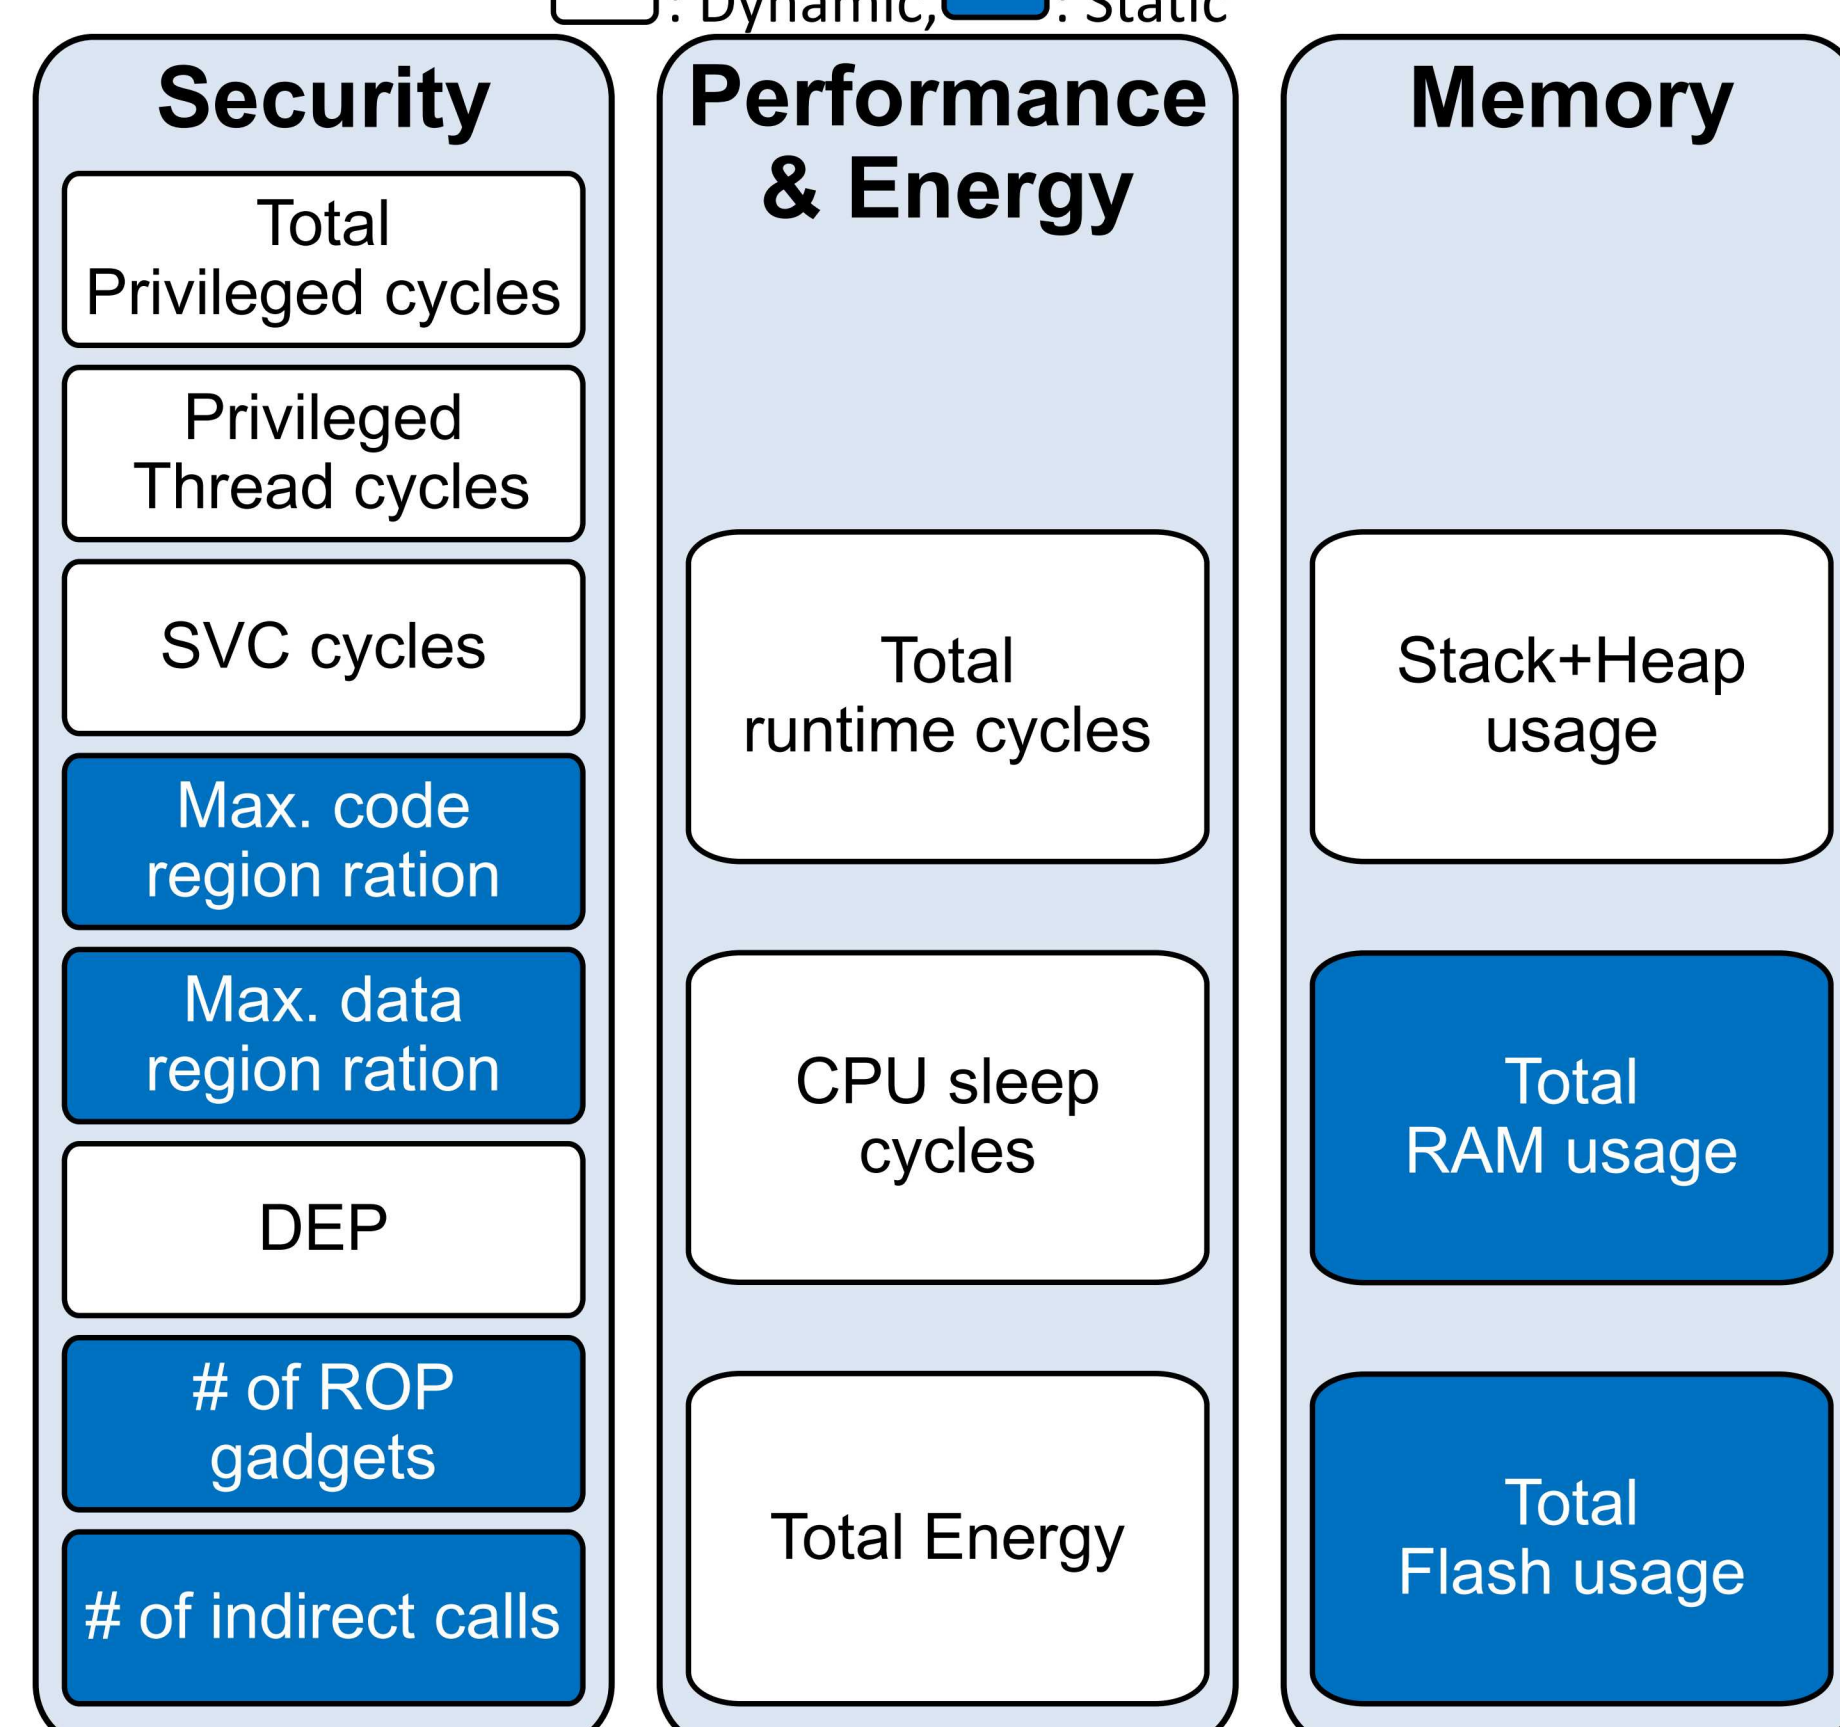 : Dynamic, : Static
Security
Total
Privileged cycles
Privileged
Thread cycles
SVC cycles
Max. code
region ration
Max. data
region ration
DEP
# of ROP
gadgets
# of indirect calls
Performance
& Energy
Total
runtime cycles
CPU sleep
cycles
Total Energy
Memory
Stack+Heap
usage
Total
RAM usage
Total
Flash usage